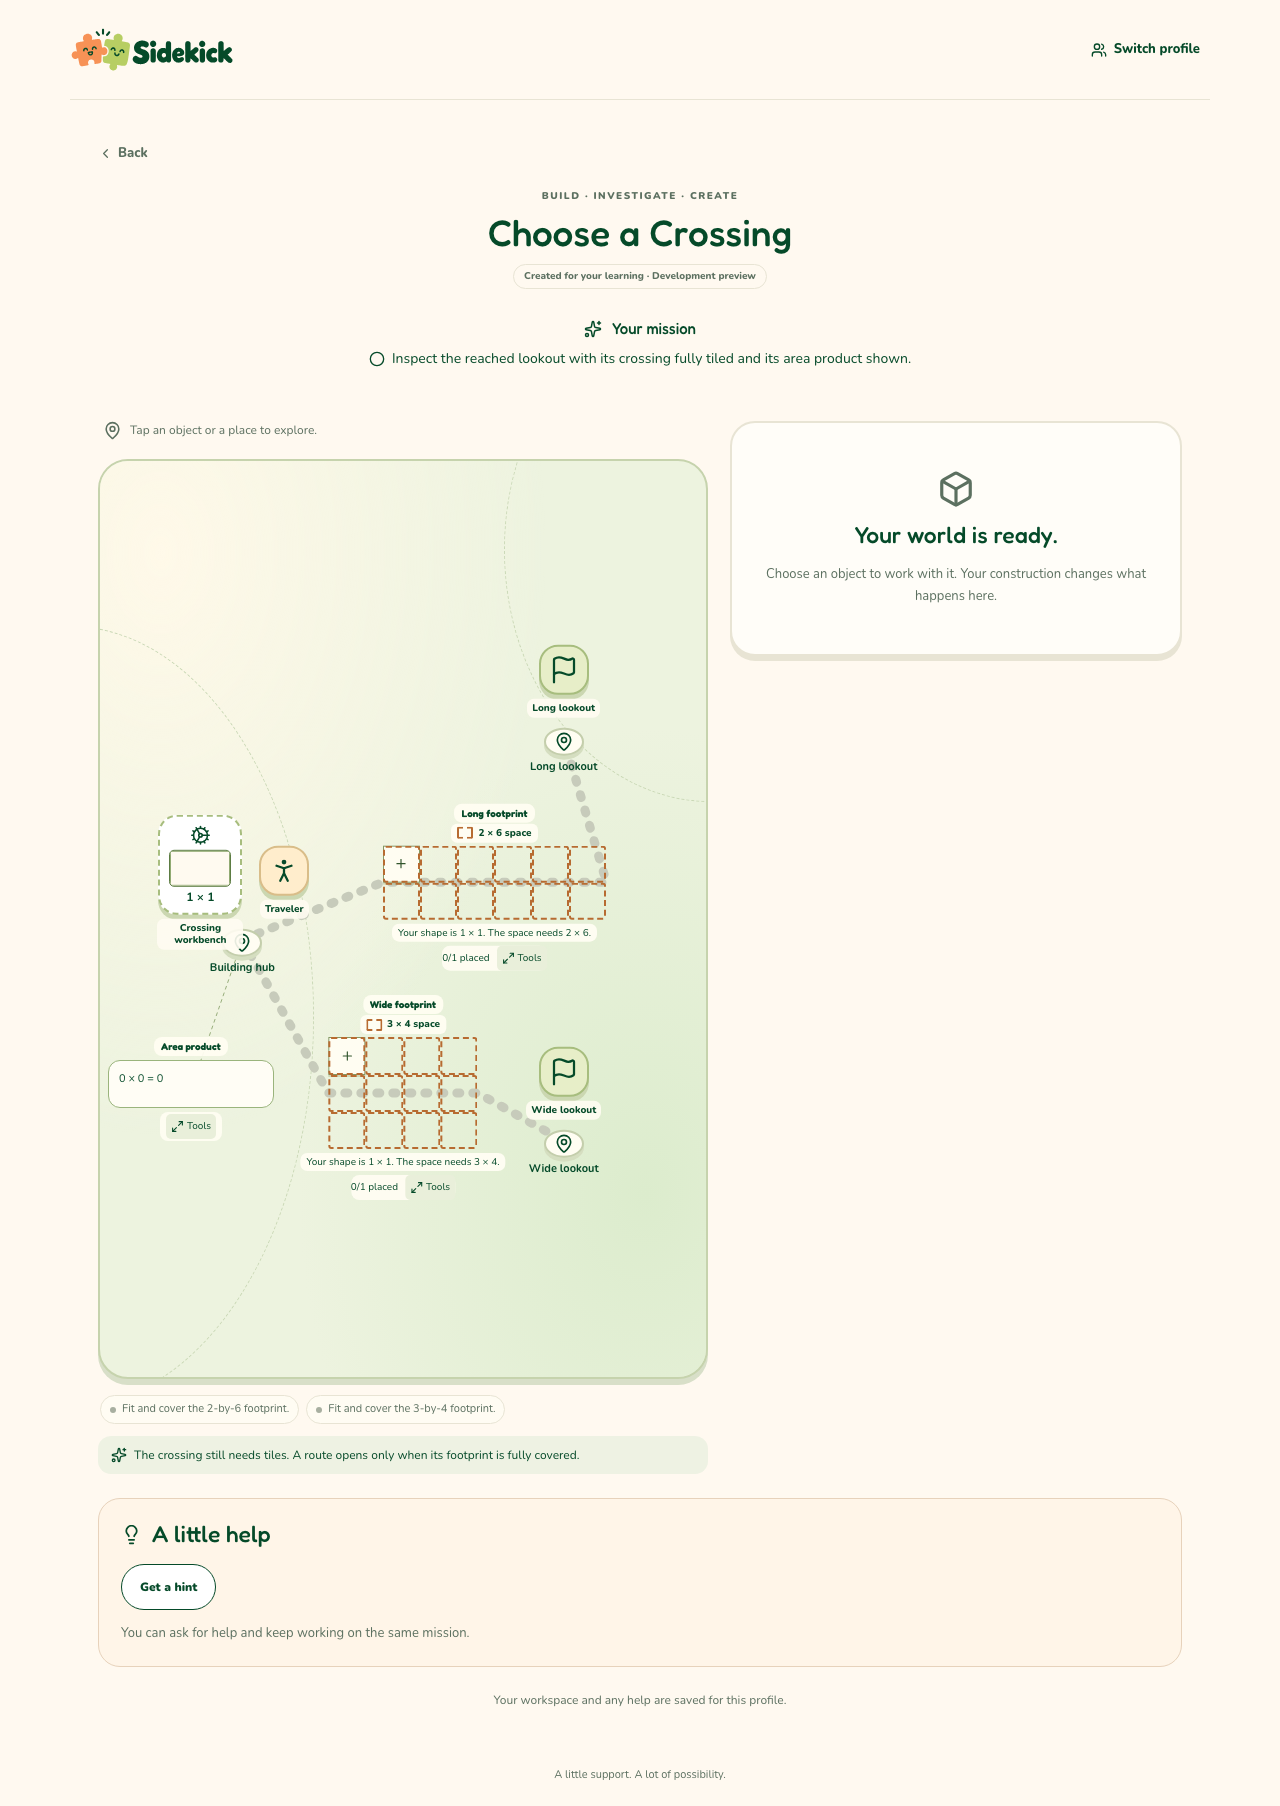 Sidekick
Switch profile
Back
BUILD · INVESTIGATE · CREATE
Choose a Crossing
Created for your learning · Development preview
Your mission
Inspect the reached lookout with its crossing fully tiled and its area product shown.
Tap an object or a place to explore.
Your world is ready.
Choose an object to work with it. Your construction changes what
happens here.
Long lookout
Long lookout
Long footprint
2 × 6 space
+
1 × 1
Traveler
Crossing
workbench
Building hub
Your shape is 1 × 1. The space needs 2 × 6.
0/1 placed
Tools
Wide footprint
3 × 4 space
+
Area product
0 × 0 = 0
Tools
Wide lookout
Wide lookout
Your shape is 1 × 1. The space needs 3 × 4.
0/1 placed
Tools
Fit and cover the 2-by-6 footprint.
Fit and cover the 3-by-4 footprint.
The crossing still needs tiles. A route opens only when its footprint is fully covered.
A little help
Get a hint
You can ask for help and keep working on the same mission.
Your workspace and any help are saved for this profile.
A little support. A lot of possibility.